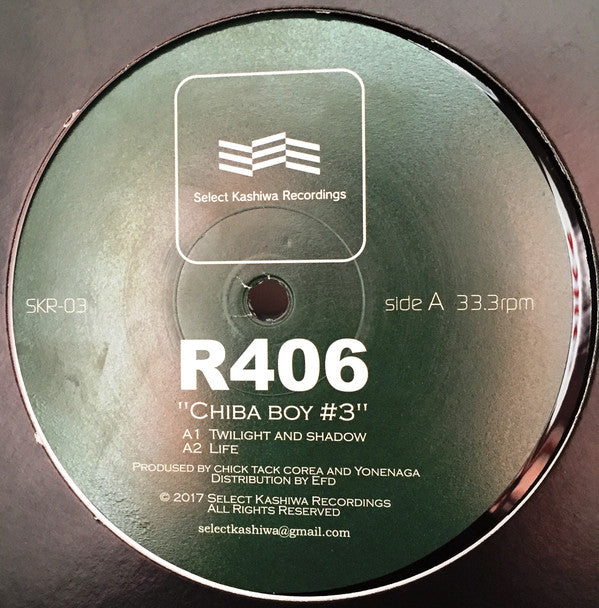 Select Kashiwa Recordings
SKR-03
side A 33.3rpm
R406
"CHIBA BOY #3"
A1 TWILIGHT AND SHADOW
A2 LIFE
PRODUSED BY CHICK TACK COREA AND YONENAGA
DISTRIBUTION BY EFD
© 2017 SELECT KASHIWA RECORDINGS
ALL RIGHTS RESERVED
selectkashiwa@gmail.com